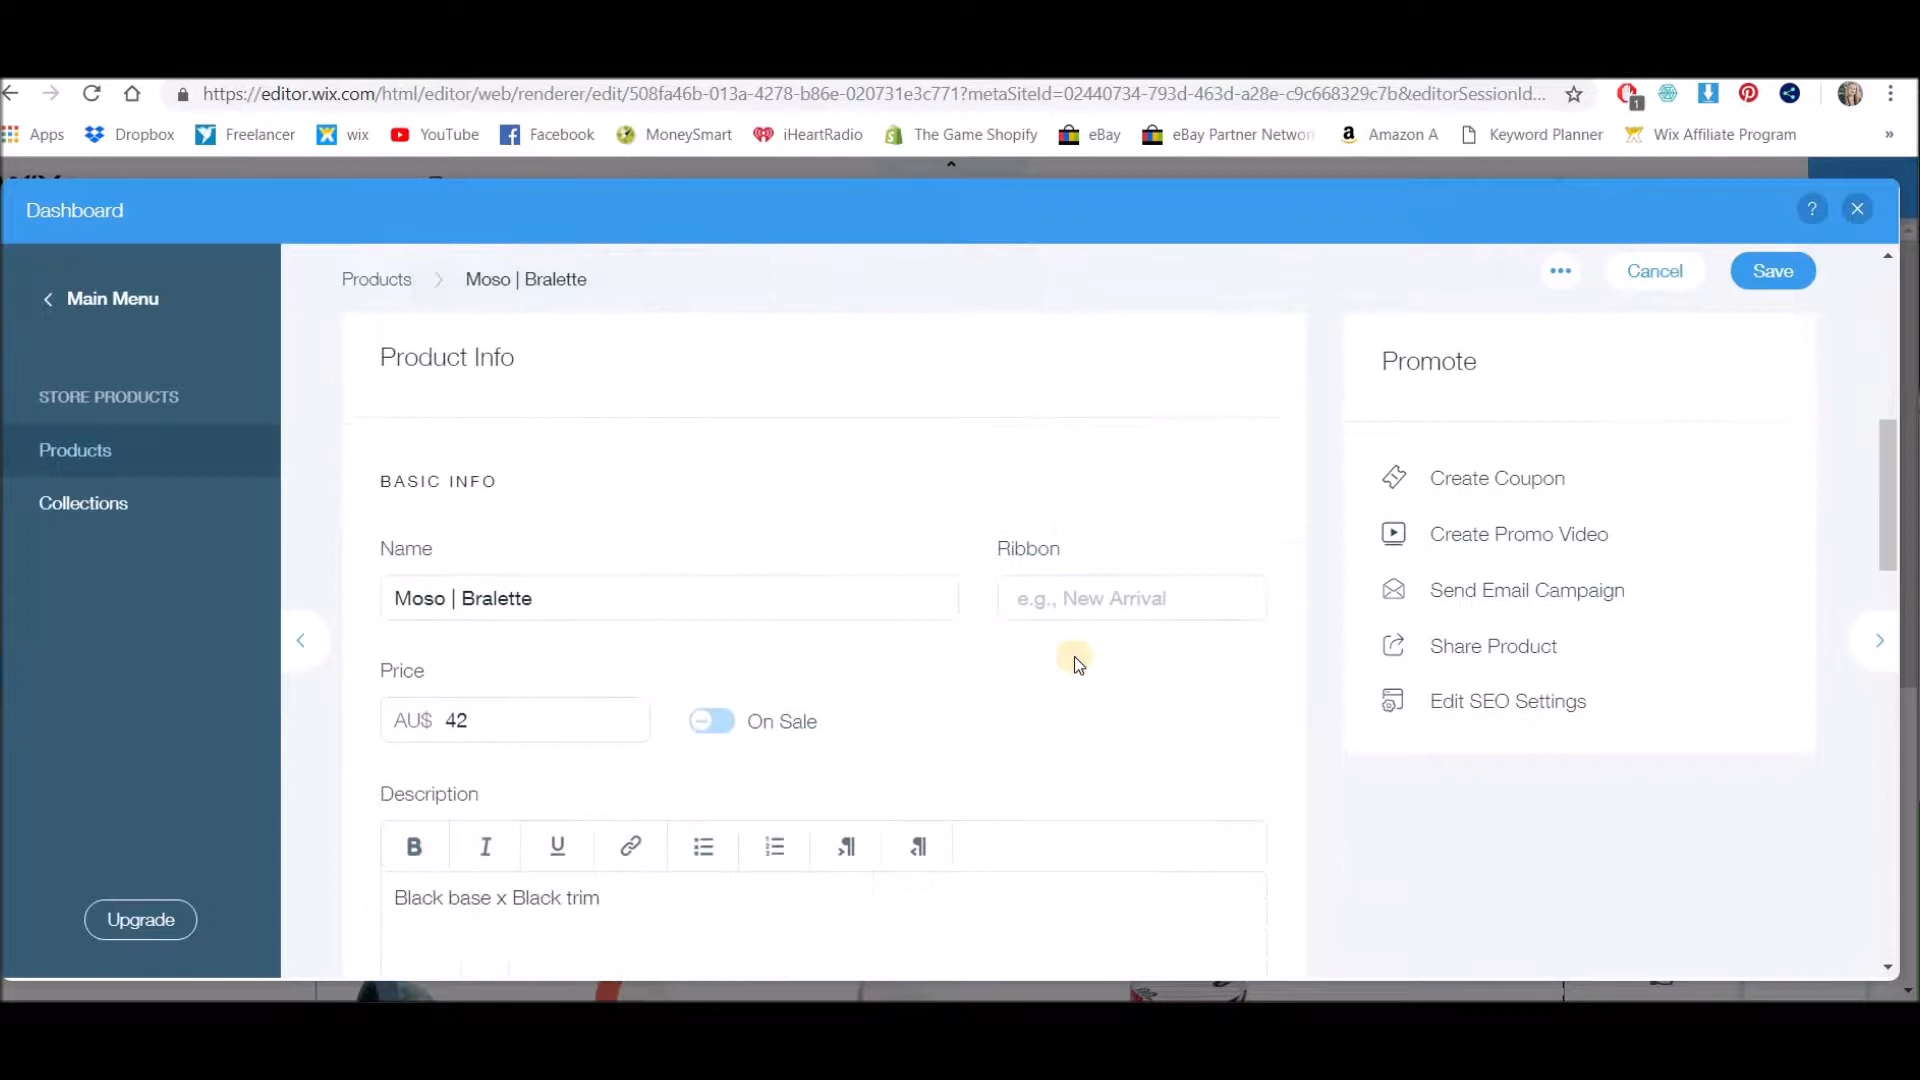 https://editor.wix.com/html/editor/web/renderer/edit/508fa46b-013a-4278-b86e-020731e3c771?metaSiteId=02440734-793d-463d-a28e-c9c668329c7b&editorSessionId...
1
Apps Dropbox Freelancer wix YouTube Facebook MoneySmart iHeartRadio The Game Shopify eBay eBay Partner Networ Amazon A Keyword Planner Wix Affiliate Program »
Dashboard
?
Main Menu
STORE PRODUCTS
Products
Collections
Upgrade
Products > Moso | Bralette
Cancel
Save
Product Info
BASIC INFO
Name
Moso | Bralette
Ribbon
e.g., New Arrival
Price
AU$ 42
On Sale
Description
B I U
Black base x Black trim
Promote
Create Coupon
Create Promo Video
Send Email Campaign
Share Product
Edit SEO Settings